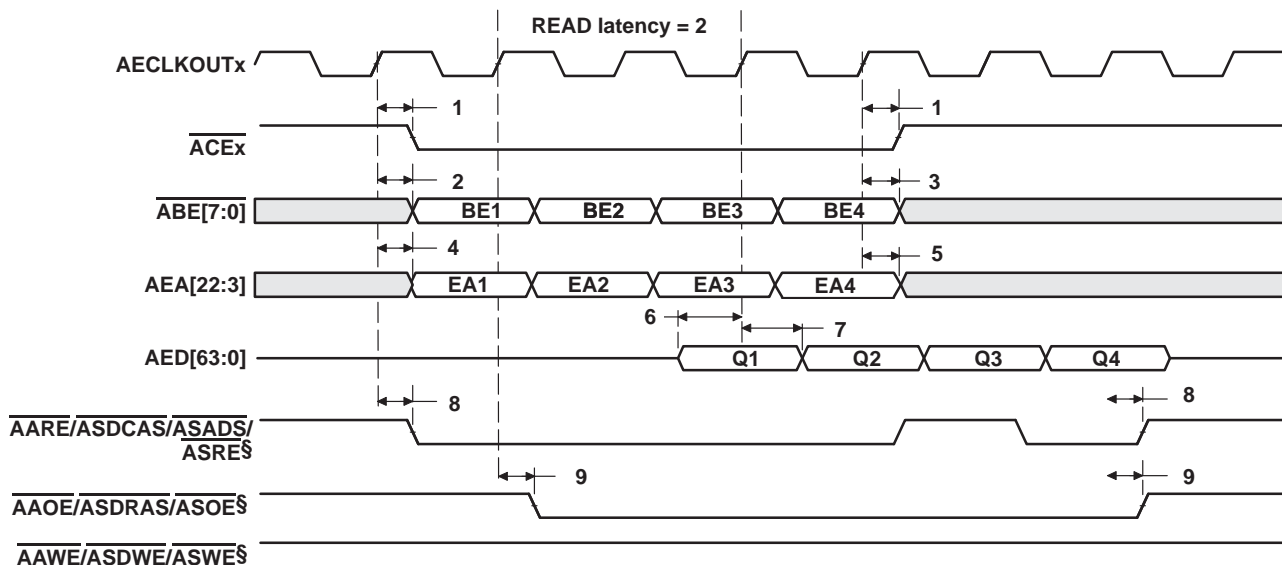 READ latency = 2
AECLKOUTx
1 1
ACEx
2 3
ABE[7:0] BE1 BE2 BE3 BE4
4 5
AEA[22:3] EA1 EA2 EA3 EA4
6 7
AED[63:0] Q1 Q2 Q3 Q4
8 8
AARE/ASDCAS/ASADS/
ASRE§
9 9
AAOE/ASDRAS/ASOE§
AAWE/ASDWE/ASWE§